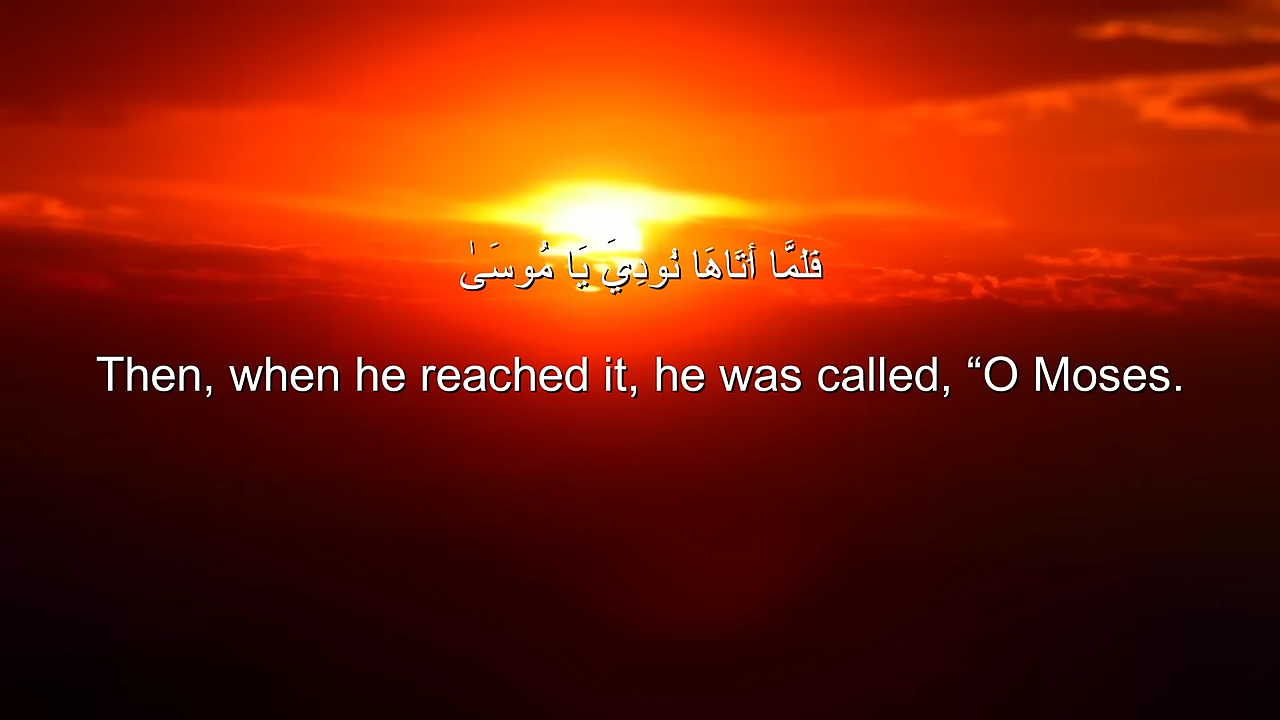 فَلَمَّا أَتَاهَا نُودِيَ يَا مُوسَىٰ
Then, when he reached it, he was called, “O Moses.